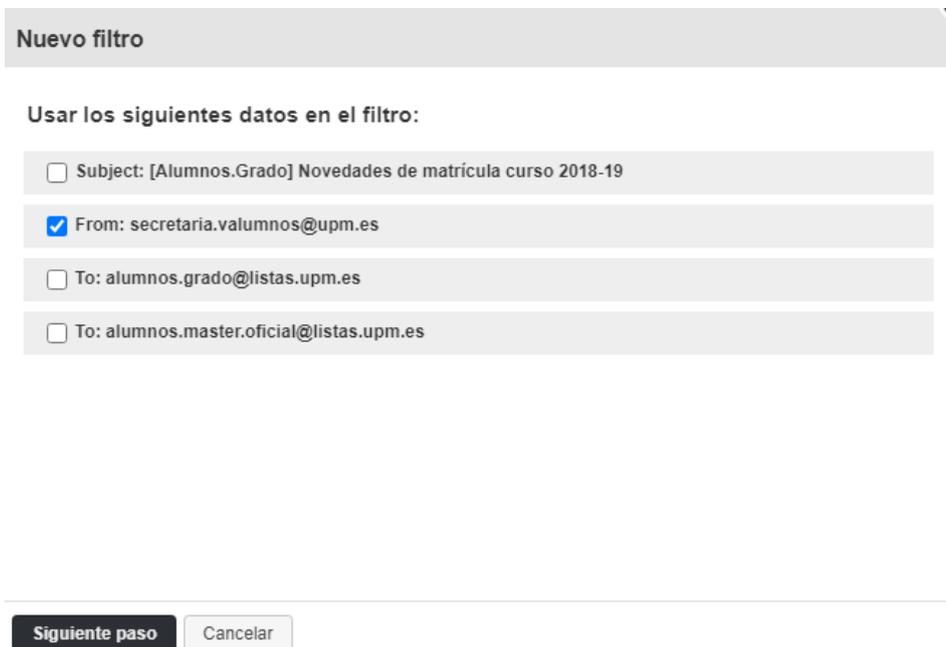 Nuevo filtro
Usar los siguientes datos en el filtro:
Subject: [Alumnos.Grado] Novedades de matrícula curso 2018-19
From: secretaria.valumnos@upm.es
To: alumnos.grado@listas.upm.es
To: alumnos.master.oficial@listas.upm.es
Siguiente paso Cancelar